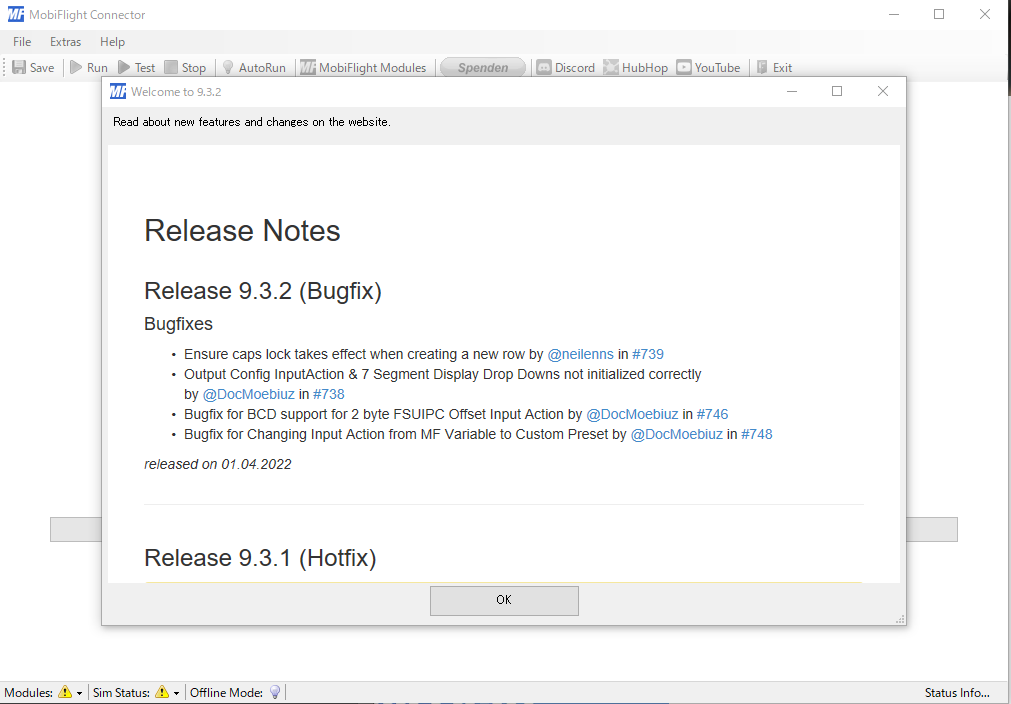 MF MobiFlight Connector
File Extras Help
Save Run Test Stop AutoRun MF MobiFlight Modules Spenden Discord HubHop YouTube Exit
MF Welcome to 9.3.2
Read about new features and changes on the website.
Release Notes
Release 9.3.2 (Bugfix)
Bugfixes
• Ensure caps lock takes effect when creating a new row by @neilenns in #739
• Output Config InputAction & 7 Segment Display Drop Downs not initialized correctly
by @DocMoebiuz in #738
• Bugfix for BCD support for 2 byte FSUIPC Offset Input Action by @DocMoebiuz in #746
• Bugfix for Changing Input Action from MF Variable to Custom Preset by @DocMoebiuz in #748
released on 01.04.2022
Release 9.3.1 (Hotfix)
OK
Modules: Sim Status: Offline Mode: Status Info...